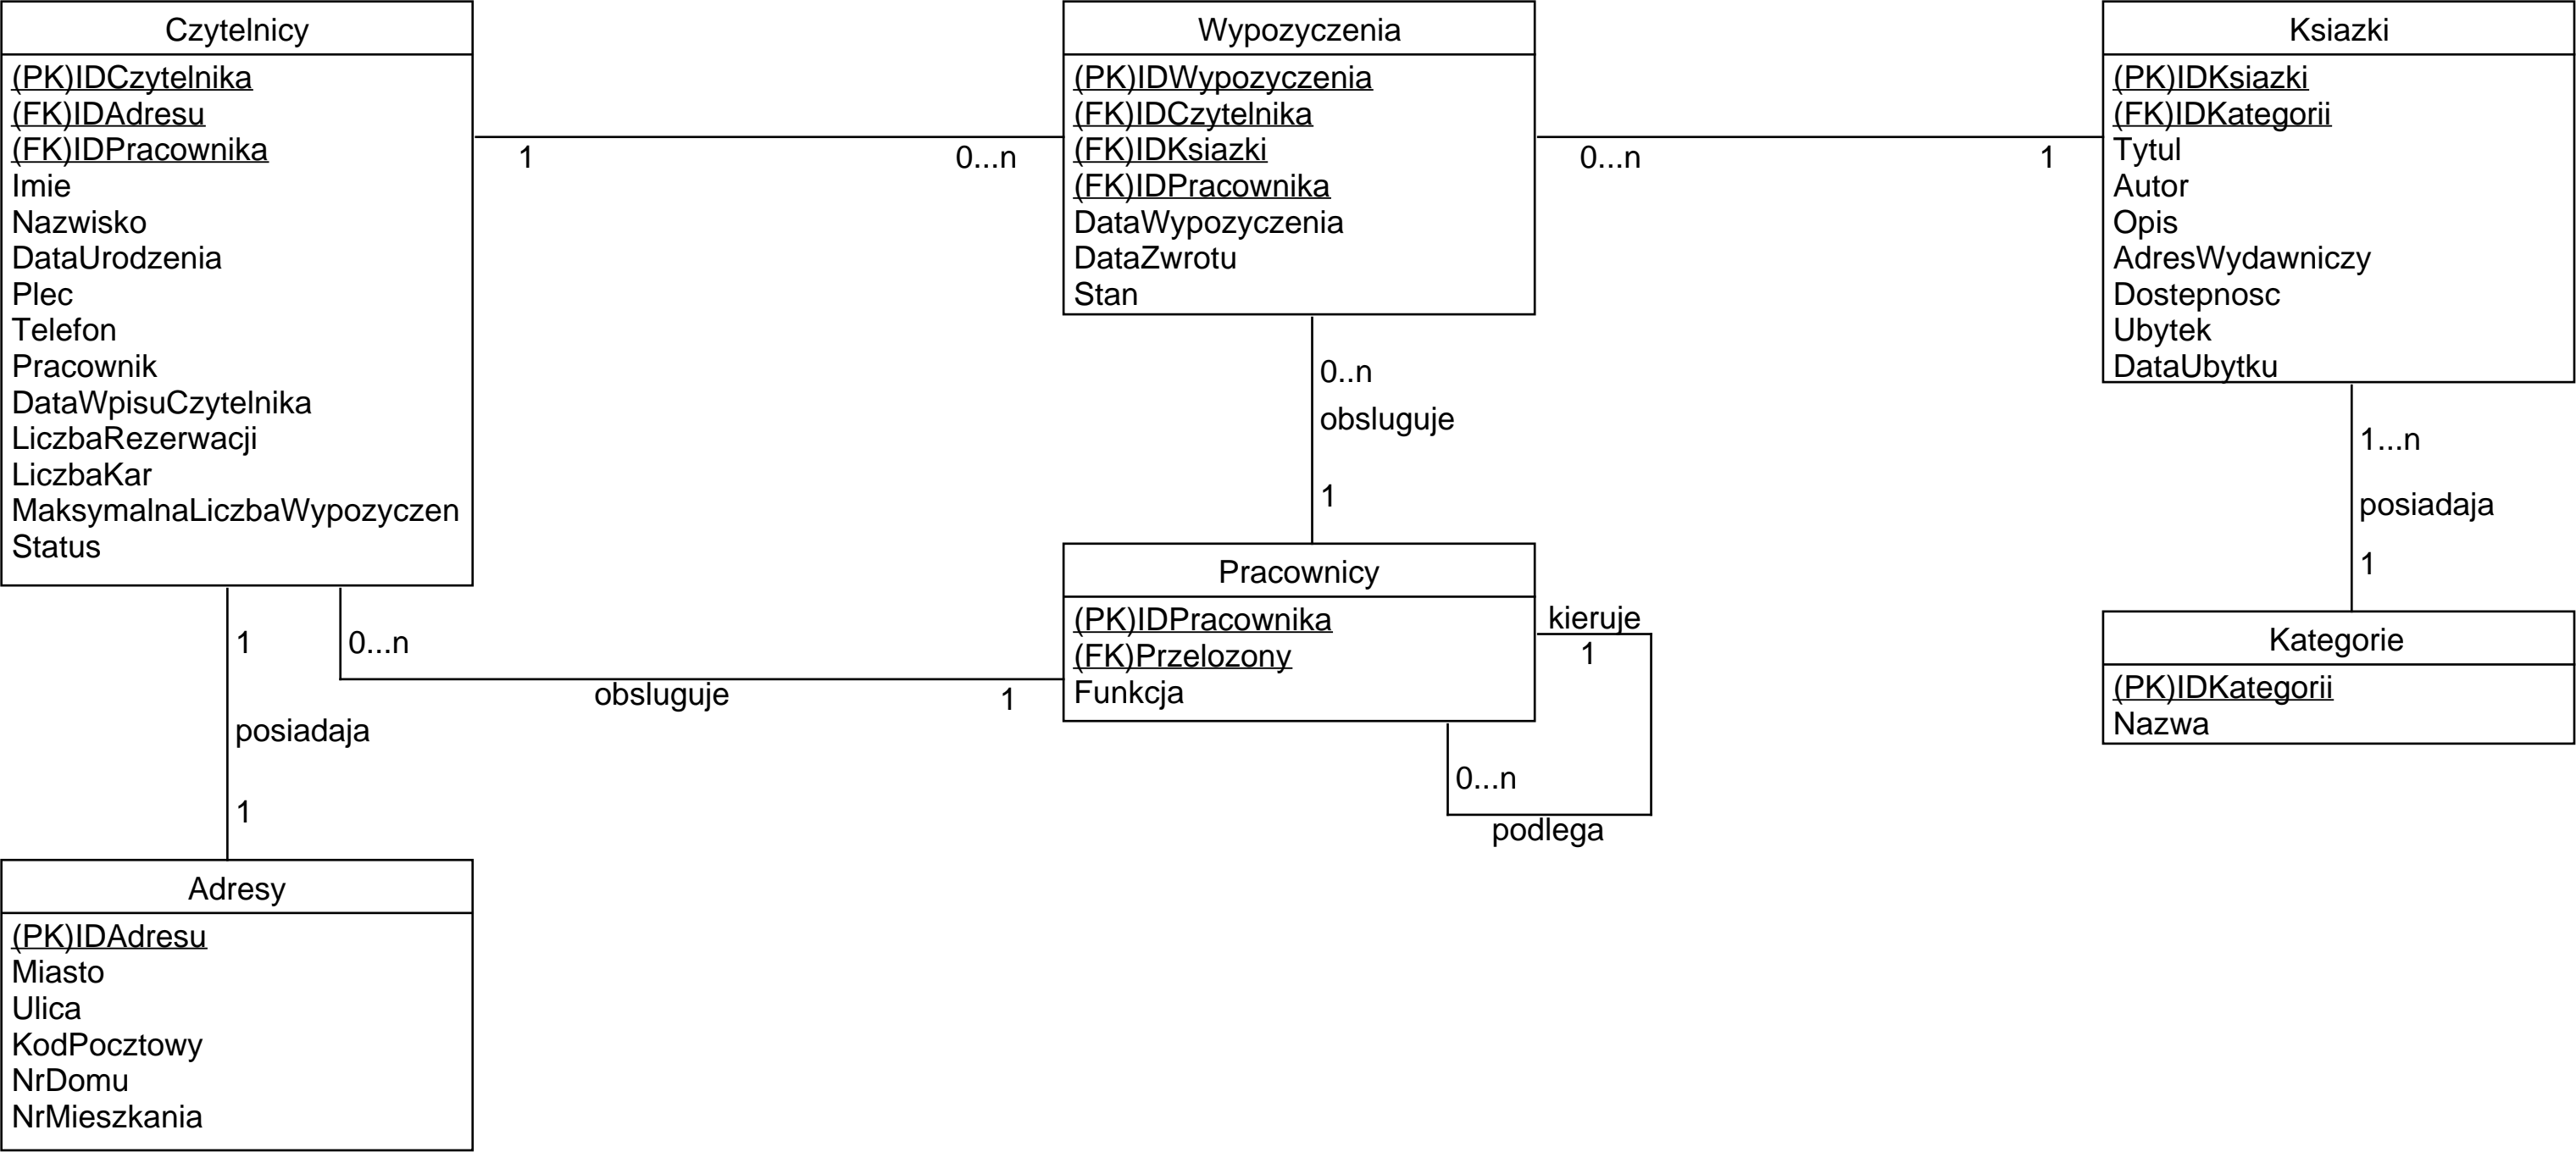 Czytelnicy
(PK)IDCzytelnika
(FK)IDAdresu
(FK)IDPracownika
Imie
Nazwisko
DataUrodzenia
Plec
Telefon
Pracownik
DataWpisuCzytelnika
LiczbaRezerwacji
LiczbaKar
MaksymalnaLiczbaWypozyczen
Status
1
0...n
Wypozyczenia
(PK)IDWypozyczenia
(FK)IDCzytelnika
(FK)IDKsiazki
(FK)IDPracownika
DataWypozyczenia
DataZwrotu
Stan
0...n
1
Ksiazki
(PK)IDKsiazki
(FK)IDKategorii
Tytul
Autor
Opis
AdresWydawniczy
Dostepnosc
Ubytek
DataUbytku
0..n
obsluguje
1
1...n
posiadaja
1
Pracownicy
(PK)IDPracownika
(FK)Przelozony
Funkcja
kieruje
1
0...n
podlega
Kategorie
(PK)IDKategorii
Nazwa
1
posiadaja
1
0...n
obsluguje
1
Adresy
(PK)IDAdresu
Miasto
Ulica
KodPocztowy
NrDomu
NrMieszkania